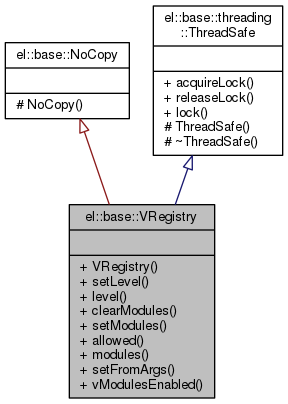 el::base::NoCopy
# NoCopy()
el::base::threading
::ThreadSafe
+ acquireLock()
+ releaseLock()
+ lock()
# ThreadSafe()
# ~ThreadSafe()
el::base::VRegistry
+ VRegistry()
+ setLevel()
+ level()
+ clearModules()
+ setModules()
+ allowed()
+ modules()
+ setFromArgs()
+ vModulesEnabled()